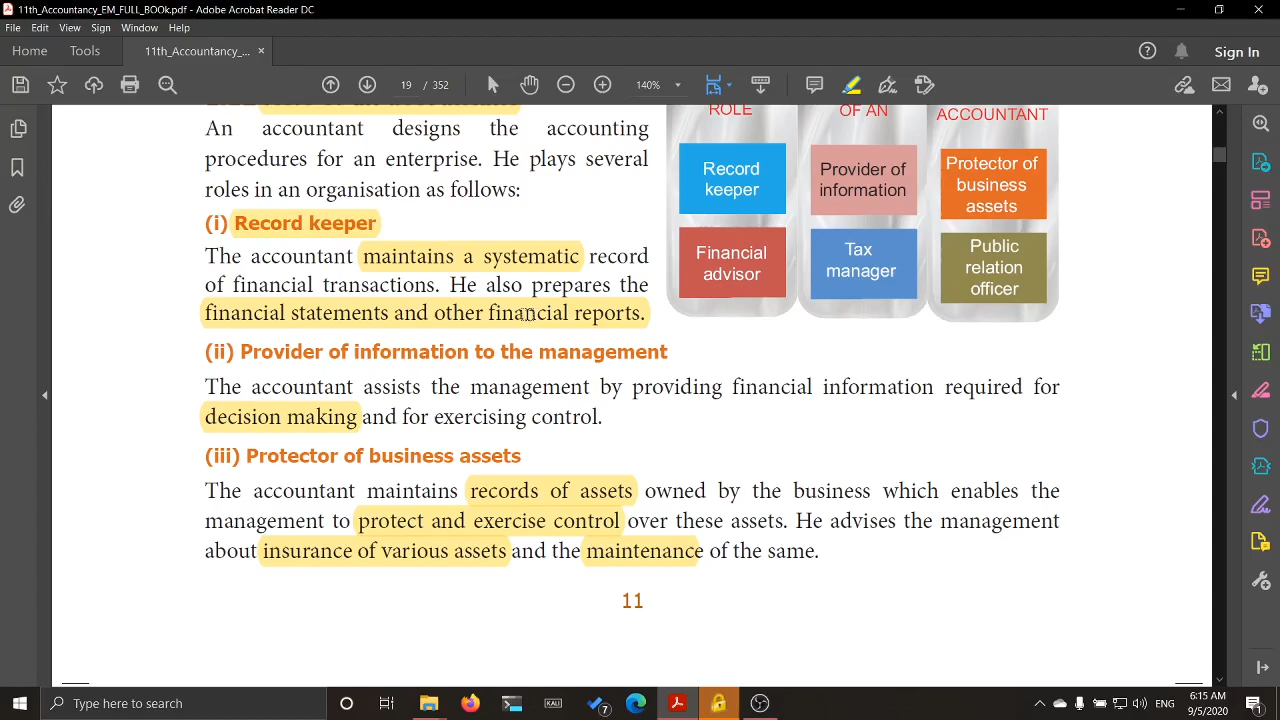 11th_Accountancy_EM_FULL_BOOk.pdf - Adobe Acrobat Reader DC
File Edit View Sign Window Help
Home Tools 11th_Accountancy_... × Sign In
19 / 352 140%
An accountant designs the accounting
procedures for an enterprise. He plays several
roles in an organisation as follows:
(i) Record keeper
The accountant maintains a systematic record
of financial transactions. He also prepares the
financial statements and other financial reports.
ROLE OF AN ACCOUNTANT
Record
keeper
Provider of
information
Protector of
business
assets
Financial
advisor
Tax
manager
Public
relation
officer
(ii) Provider of information to the management
The accountant assists the management by providing financial information required for
decision making and for exercising control.
(iii) Protector of business assets
The accountant maintains records of assets owned by the business which enables the
management to protect and exercise control over these assets. He advises the management
about insurance of various assets and the maintenance of the same.
11
Type here to search
KALI
7
6:15 AM
9/5/2020
1